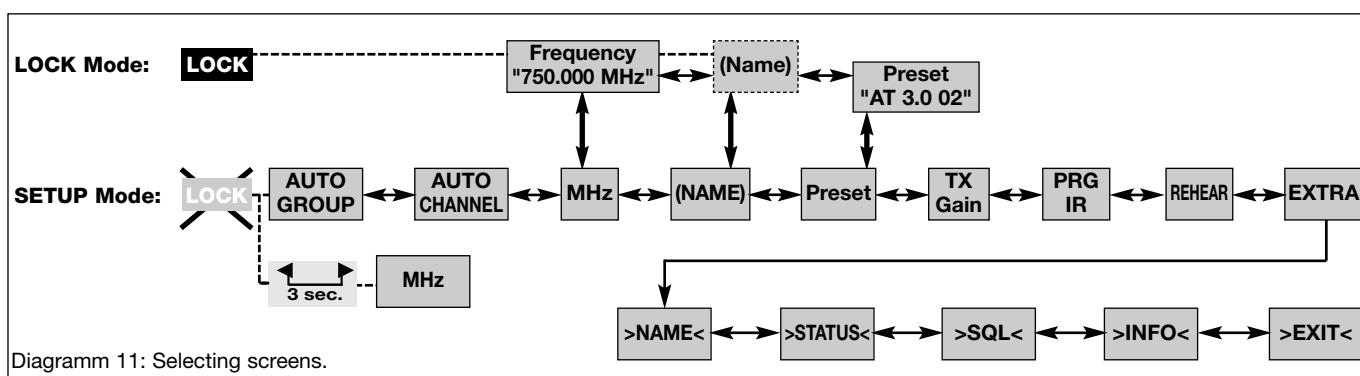 LOCK Mode:
LOCK
Frequency
"750.000 MHz"
(Name)
Preset
"AT 3.0 02"
SETUP Mode:
LOCK
AUTO
GROUP
AUTO
CHANNEL
MHz
(NAME)
Preset
TX
Gain
PRG
IR
REHEAR
EXTRA
3 sec.
MHz
>NAME<
>STATUS<
>SQL<
>INFO<
>EXIT<
Diagramm 11: Selecting screens.